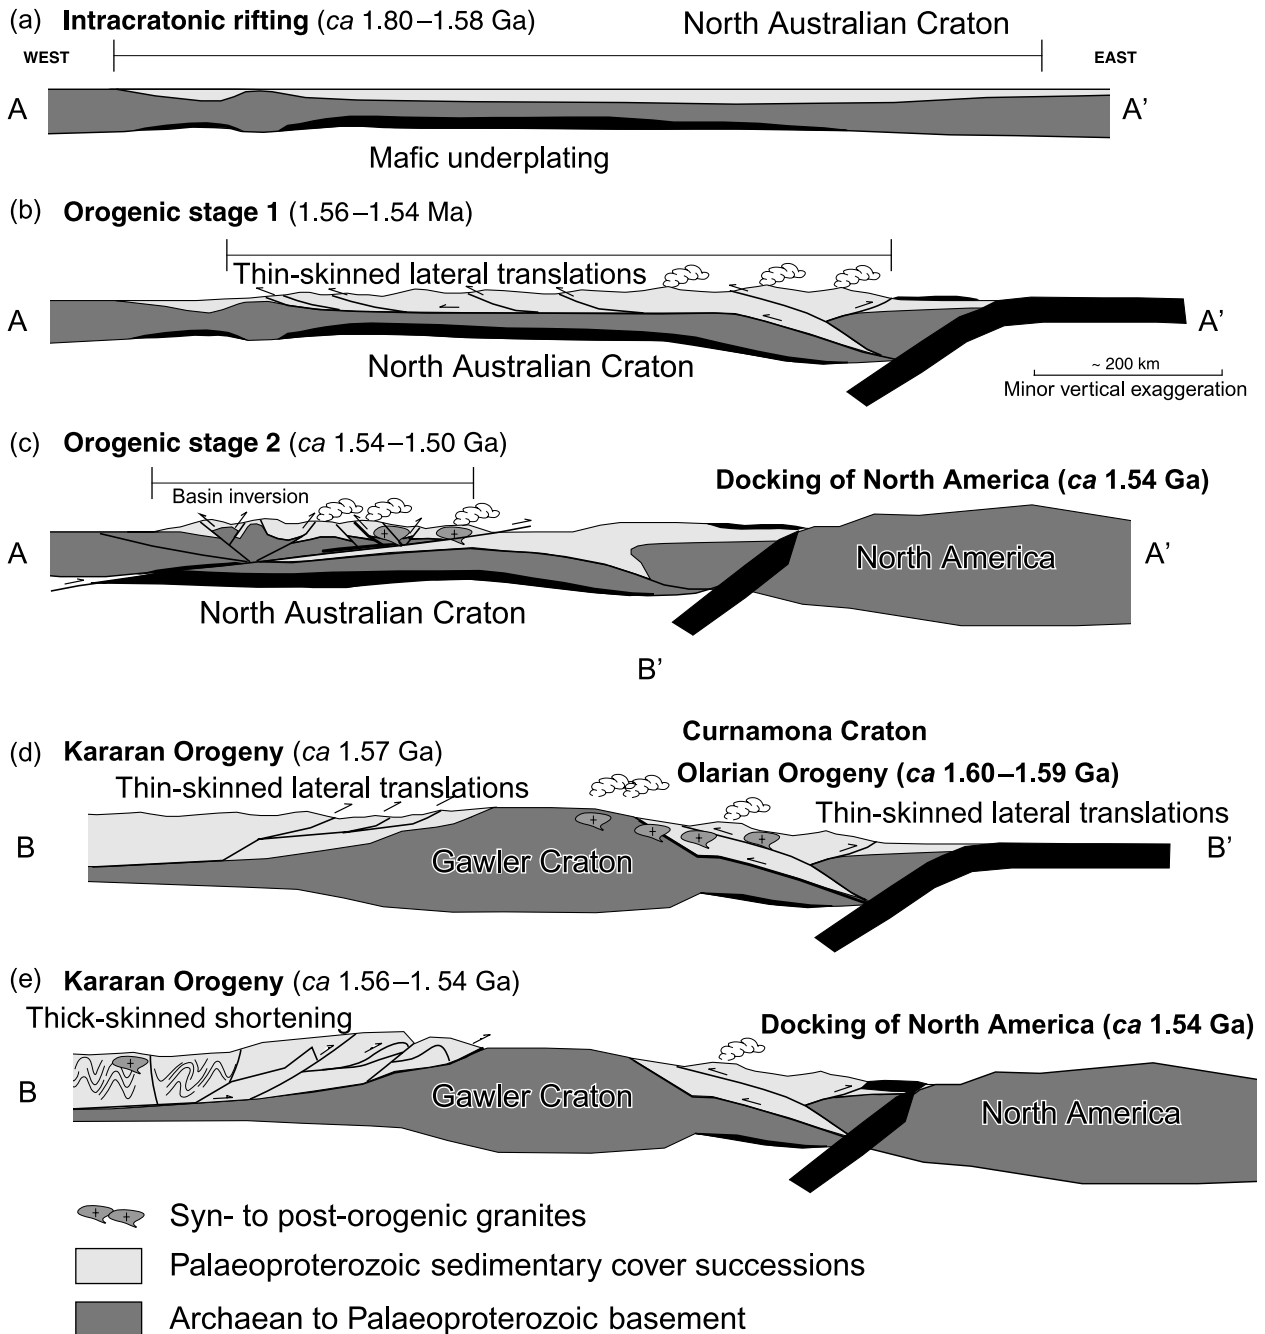 (a) Intracratonic rifting (ca 1.80–1.58 Ga) North Australian Craton
WEST EAST
A A’
Mafic underplating
(b) Orogenic stage 1 (1.56–1.54 Ma)
Thin-skinned lateral translations
A A’
North Australian Craton
~ 200 km
Minor vertical exaggeration
(c) Orogenic stage 2 (ca 1.54–1.50 Ga)
Docking of North America (ca 1.54 Ga)
Basin inversion
A North America A’
North Australian Craton
B’
Curnamona Craton
(d) Kararan Orogeny (ca 1.57 Ga)
Olarian Orogeny (ca 1.60–1.59 Ga)
Thin-skinned lateral translations
Thin-skinned lateral translations
B Gawler Craton B’
(e) Kararan Orogeny (ca 1.56–1. 54 Ga)
Thick-skinned shortening
Docking of North America (ca 1.54 Ga)
B Gawler Craton North America
Syn- to post-orogenic granites
Palaeoproterozoic sedimentary cover successions
Archaean to Palaeoproterozoic basement